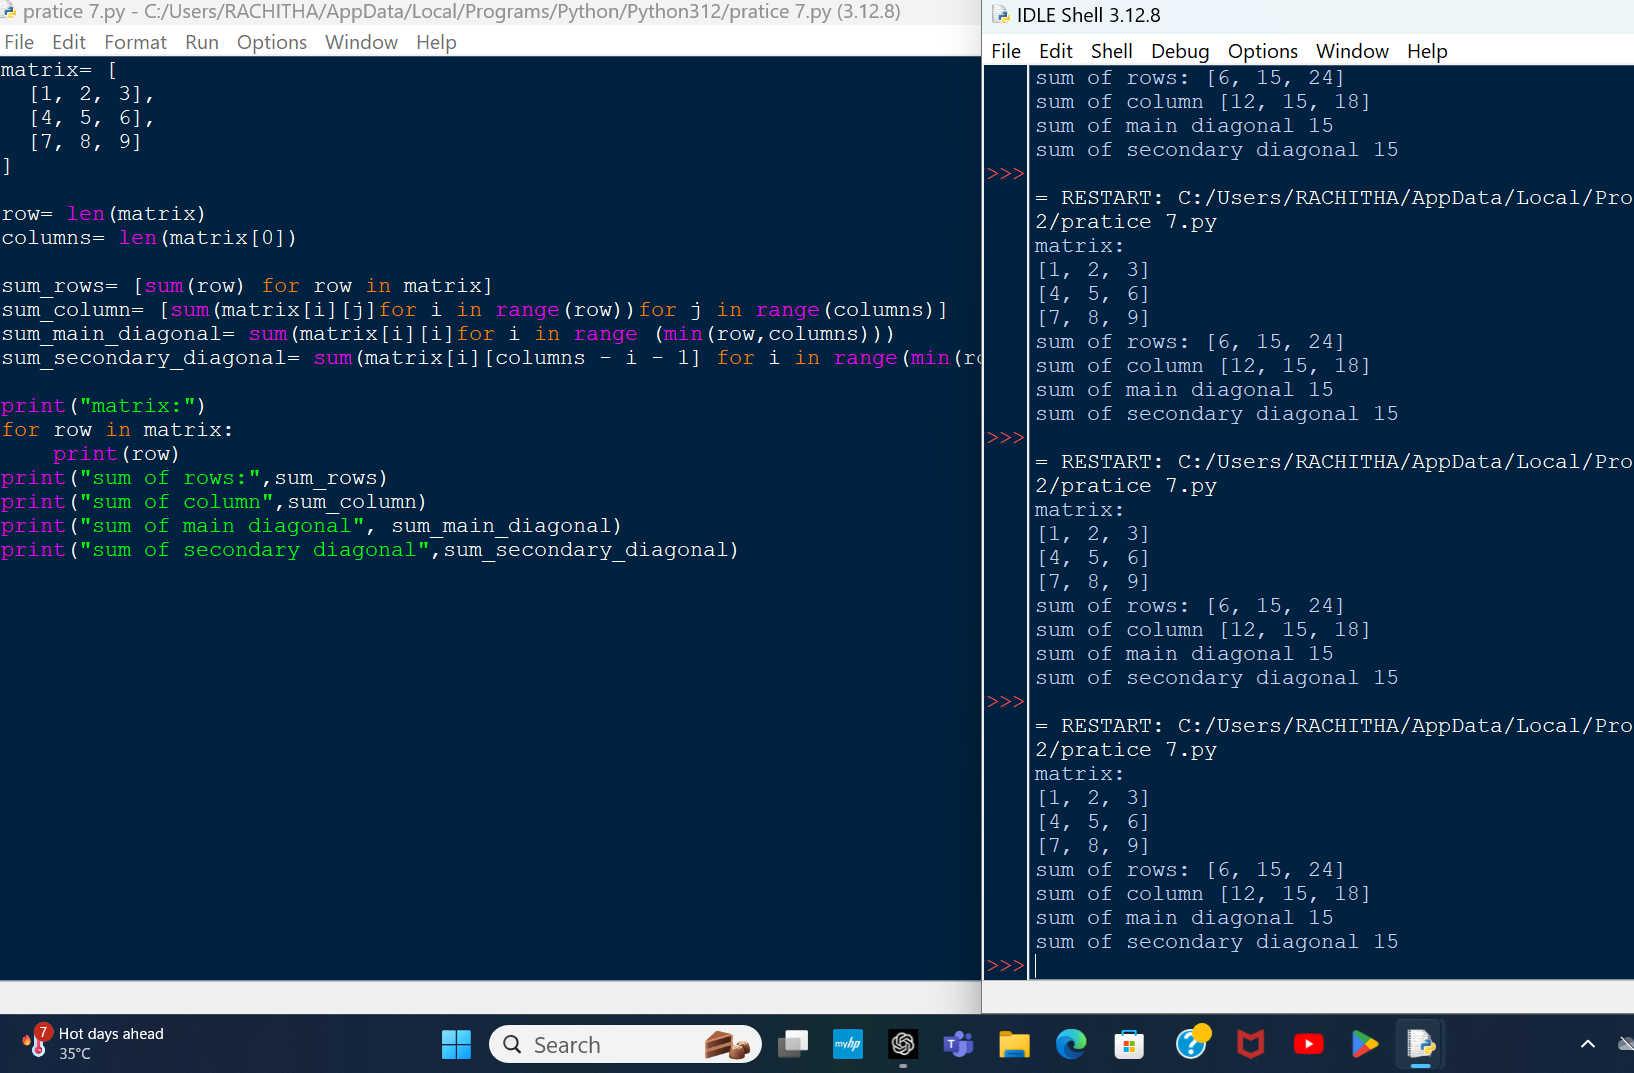 pratice 7.py - C:/Users/RACHITHA/AppData/Local/Programs/Python/Python312/pratice 7.py (3.12.8)
File Edit Format Run Options Window Help
matrix= [
  [1, 2, 3],
  [4, 5, 6],
  [7, 8, 9]
]
row= len(matrix)
columns= len(matrix[0])
sum_rows= [sum(row) for row in matrix]
sum_column= [sum(matrix[i][j]for i in range(row))for j in range(columns)]
sum_main_diagonal= sum(matrix[i][i]for i in range (min(row,columns)))
sum_secondary_diagonal= sum(matrix[i][columns - i - 1] for i in range(min(ro
print("matrix:")
for row in matrix:
    print(row)
print("sum of rows:",sum_rows)
print("sum of column",sum_column)
print("sum of main diagonal", sum_main_diagonal)
print("sum of secondary diagonal",sum_secondary_diagonal)
IDLE Shell 3.12.8
File Edit Shell Debug Options Window Help
sum of rows: [6, 15, 24]
sum of column [12, 15, 18]
sum of main diagonal 15
sum of secondary diagonal 15
>>>
= RESTART: C:/Users/RACHITHA/AppData/Local/Pro
2/pratice 7.py
matrix:
[1, 2, 3]
[4, 5, 6]
[7, 8, 9]
sum of rows: [6, 15, 24]
sum of column [12, 15, 18]
sum of main diagonal 15
sum of secondary diagonal 15
>>>
= RESTART: C:/Users/RACHITHA/AppData/Local/Pro
2/pratice 7.py
matrix:
[1, 2, 3]
[4, 5, 6]
[7, 8, 9]
sum of rows: [6, 15, 24]
sum of column [12, 15, 18]
sum of main diagonal 15
sum of secondary diagonal 15
>>>
= RESTART: C:/Users/RACHITHA/AppData/Local/Pro
2/pratice 7.py
matrix:
[1, 2, 3]
[4, 5, 6]
[7, 8, 9]
sum of rows: [6, 15, 24]
sum of column [12, 15, 18]
sum of main diagonal 15
sum of secondary diagonal 15
>>>
7
Hot days ahead
35°C
Search
myhp
T
?